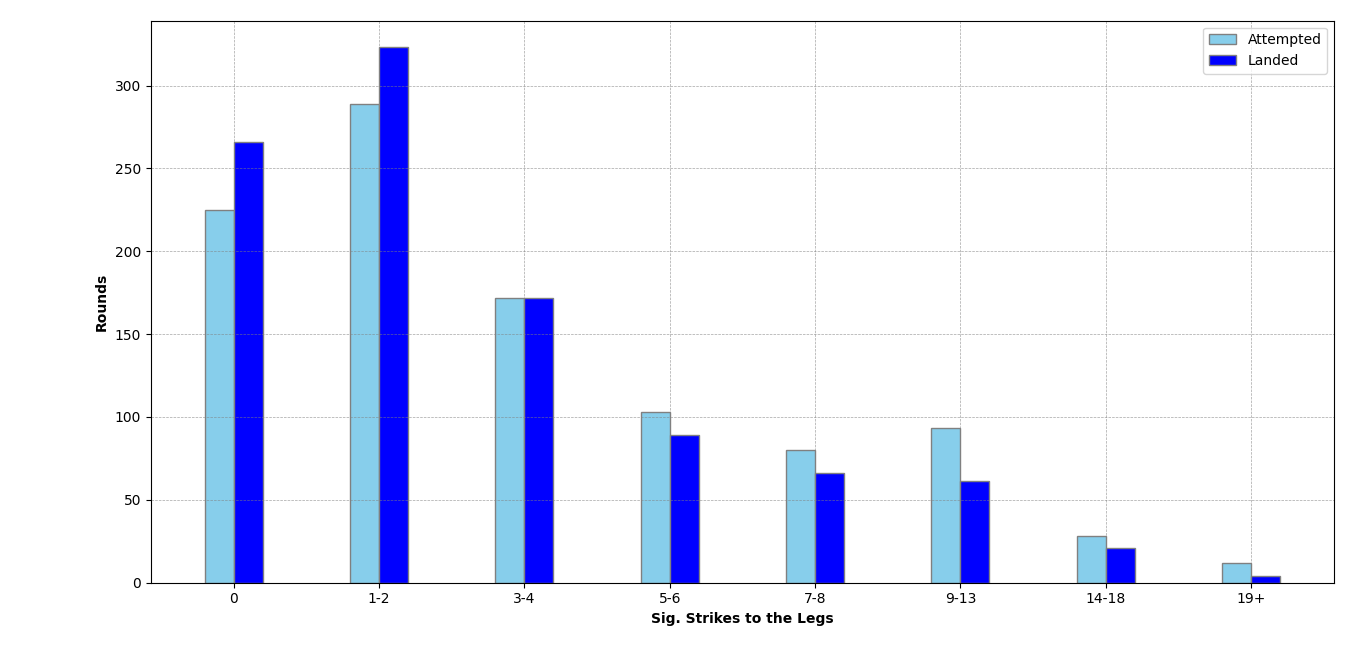 Attempted
Landed
300
250
200
150
100
50
0
Rounds
0 1-2 3-4 5-6 7-8 9-13 14-18 19+
Sig. Strikes to the Legs